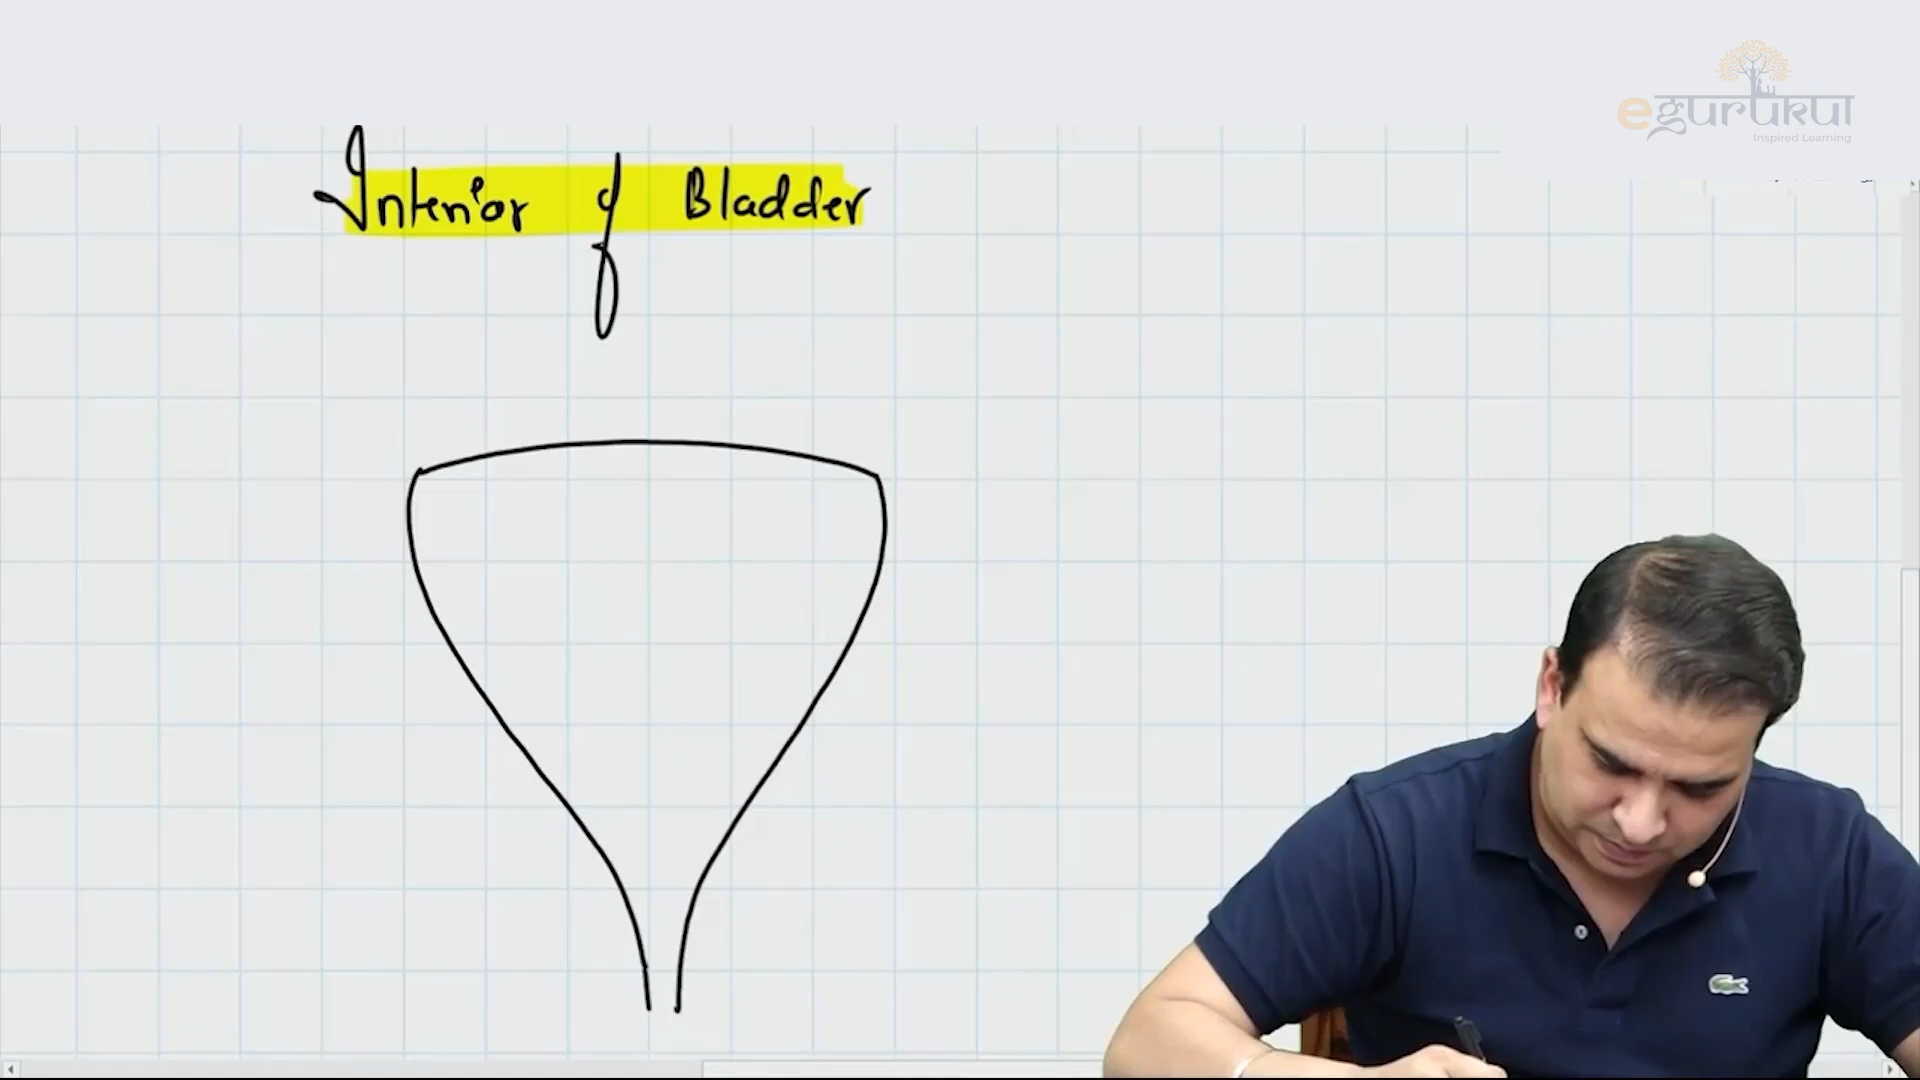 egurukul
Inspired Learning
Interior of Bladder